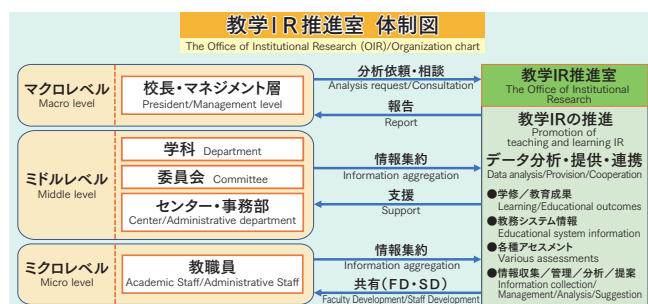 教学IR推進室 体制図
The Office of Institutional Research (OIR)/Organization chart
マクロレベル
Macro level
校長・マネジメント層
President/Management level
分析依頼・相談
Analysis request/Consultation
報告
Report
ミドルレベル
Middle level
学科 Department
委員会 Committee
センター・事務部
Center/Administrative department
情報集約
Information aggregation
支援
Support
ミクロレベル
Micro level
教職員
Academic Staff/Administrative Staff
情報集約
Information aggregation
共有(FD・SD)
Faculty Development/Staff Development
教学IR推進室
The Office of Institutional
Research
教学IRの推進
Promotion of
teaching and learning IR
データ分析・提供・連携
Data analysis/Provision/Cooperation
●学修/教育成果
Learning/Educational outcomes
●教務システム情報
Educational system information
●各種アセスメント
Various assessments
●情報収集/管理/分析/提案
Information collection/
Management/Analysis/Suggestion